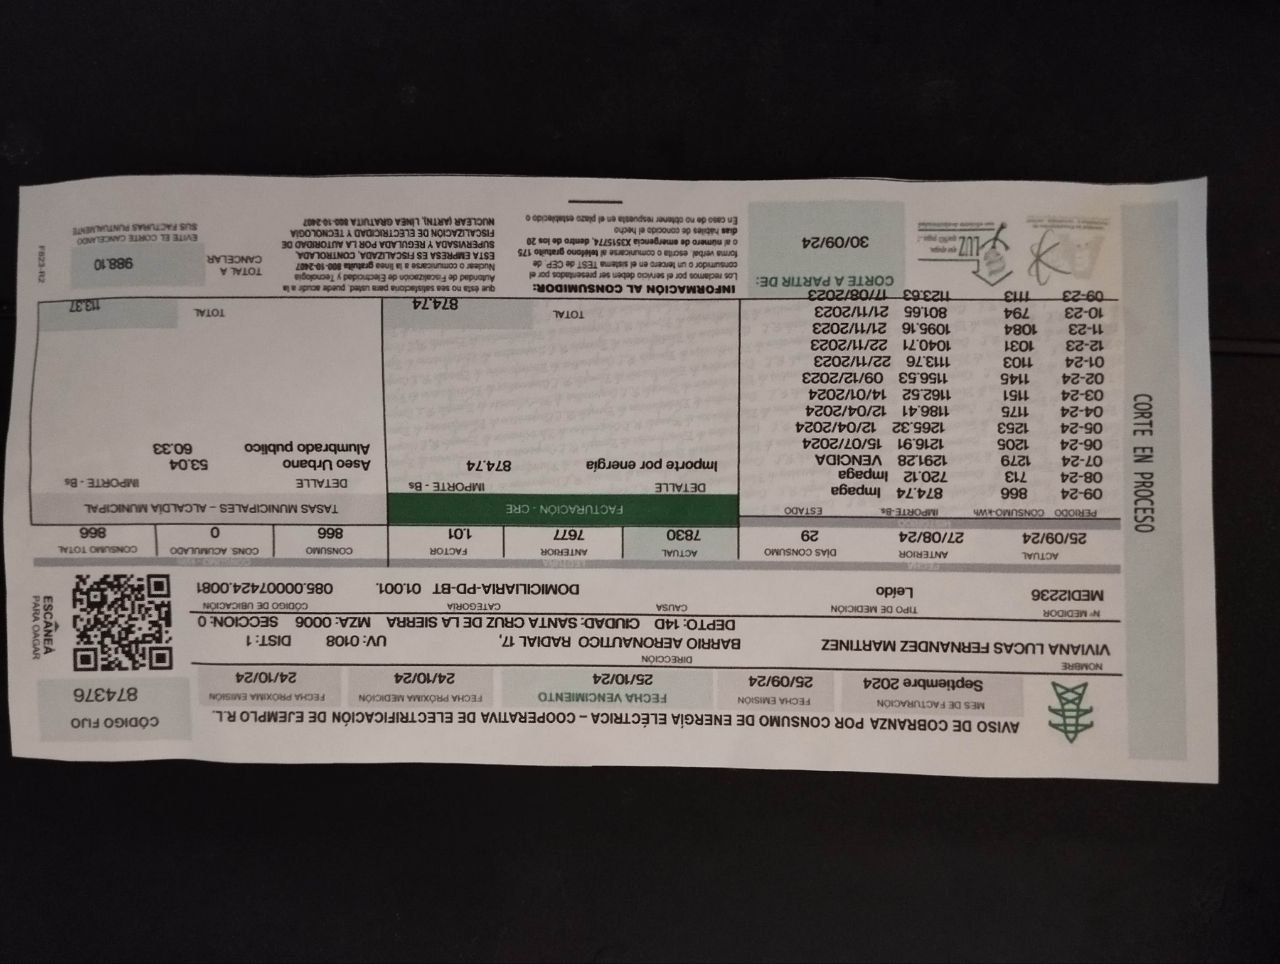 CORTE EN PROCESO
AVISO DE COBRANZA POR CONSUMO DE ENERGÍA ELÉCTRICA – COOPERATIVA DE ELECTRIFICACIÓN DE EJEMPLO R.L.
CÓDIGO FIJO
874376
MES DE FACTURACIÓN FECHA EMISIÓN FECHA VENCIMIENTO FECHA PRÓXIMA MEDICIÓN FECHA PRÓXIMA EMISIÓN
Septiembre 2024 25/09/24 25/10/24 24/10/24 24/10/24
NOMBRE DIRECCIÓN
VIVIANA LUCAS FERNANDEZ MARTINEZ BARRIO AERONAUTICO RADIAL 17, UV: 0108 DIST: 1
DEPTO: 14D CIUDAD: SANTA CRUZ DE LA SIERRA MZA: 0006 SECCION: 0
ESCANEÁ
PARA OAGAR
N° MEDIDOR TIPO DE MEDICIÓN CAUSA CATEGORÍA CÓDIGO DE UBICACIÓN
MEDI2236 Leído DOMICILIARIA-PD-BT 01.001. 085.00007424.0081
FECHA
ACTUAL ANTERIOR DÍAS CONSUMO ACTUAL ANTERIOR FACTOR CONSUMO CONS. ACUMULADO CONSUMO TOTAL
25/09/24 27/08/24 29 7830 7677 1.01 866 0 866
PERIODO CONSUMO-kWh IMPORTE-Bs ESTADO
09-24 866 874.74 Impaga
08-24 713 720.12 Impaga
07-24 1279 1291.28 VENCIDA
06-24 1205 1216.91 15/07/2024
05-24 1253 1265.32 12/04/2024
04-24 1175 1186.41 12/04/2024
03-24 1151 1162.52 14/01/2024
02-24 1145 1156.53 09/12/2023
01-24 1103 1113.76 22/11/2023
12-23 1031 1040.71 22/11/2023
11-23 1084 1095.16 21/11/2023
10-23 794 801.65 21/11/2023
09-23 1113 1123.63 17/08/2023
FACTURACIÓN - CRE
DETALLE IMPORTE - Bs
Importe por energía 874.74
TOTAL 874.74
TASAS MUNICIPALES – ALCALDÍA MUNICIPAL
DETALLE IMPORTE - Bs
Aseo Urbano 53.04
Alumbrado publico 60.33
TOTAL 113.37
LUZ
CORTE A PARTIR DE:
30/09/24
INFORMACIÓN AL CONSUMIDOR:
Los reclamos por el servicio deben ser presentados por el
consumidor o un tercero en el sistema TEST de CEP de
forma verbal, escrita o comunicarse al teléfono gratuito 175
o al número de emergencia X3515774, dentro de los 20
días hábiles de conocido el hecho
En caso de no obtener respuesta en el plazo establecido o
que ésta no sea satisfactoria para usted, puede acudir a la
Autoridad de Fiscalización de Electricidad y Tecnología
Nuclear o comunicarse a la línea gratuita 800-10-2407
ESTA EMPRESA ES FISCALIZADA, CONTROLADA,
SUPERVISADA Y REGULADA POR LA AUTORIDAD DE
FISCALIZACIÓN DE ELECTRICIDAD Y TECNOLOGÍA
NUCLEAR (ARTN), LÍNEA GRATUITA 800-10-2407
TOTAL A
CANCELAR 988.10
EVITE EL CORTE CANCELANDO
SUS FACTURAS PUNTUALMENTE
F823-R2